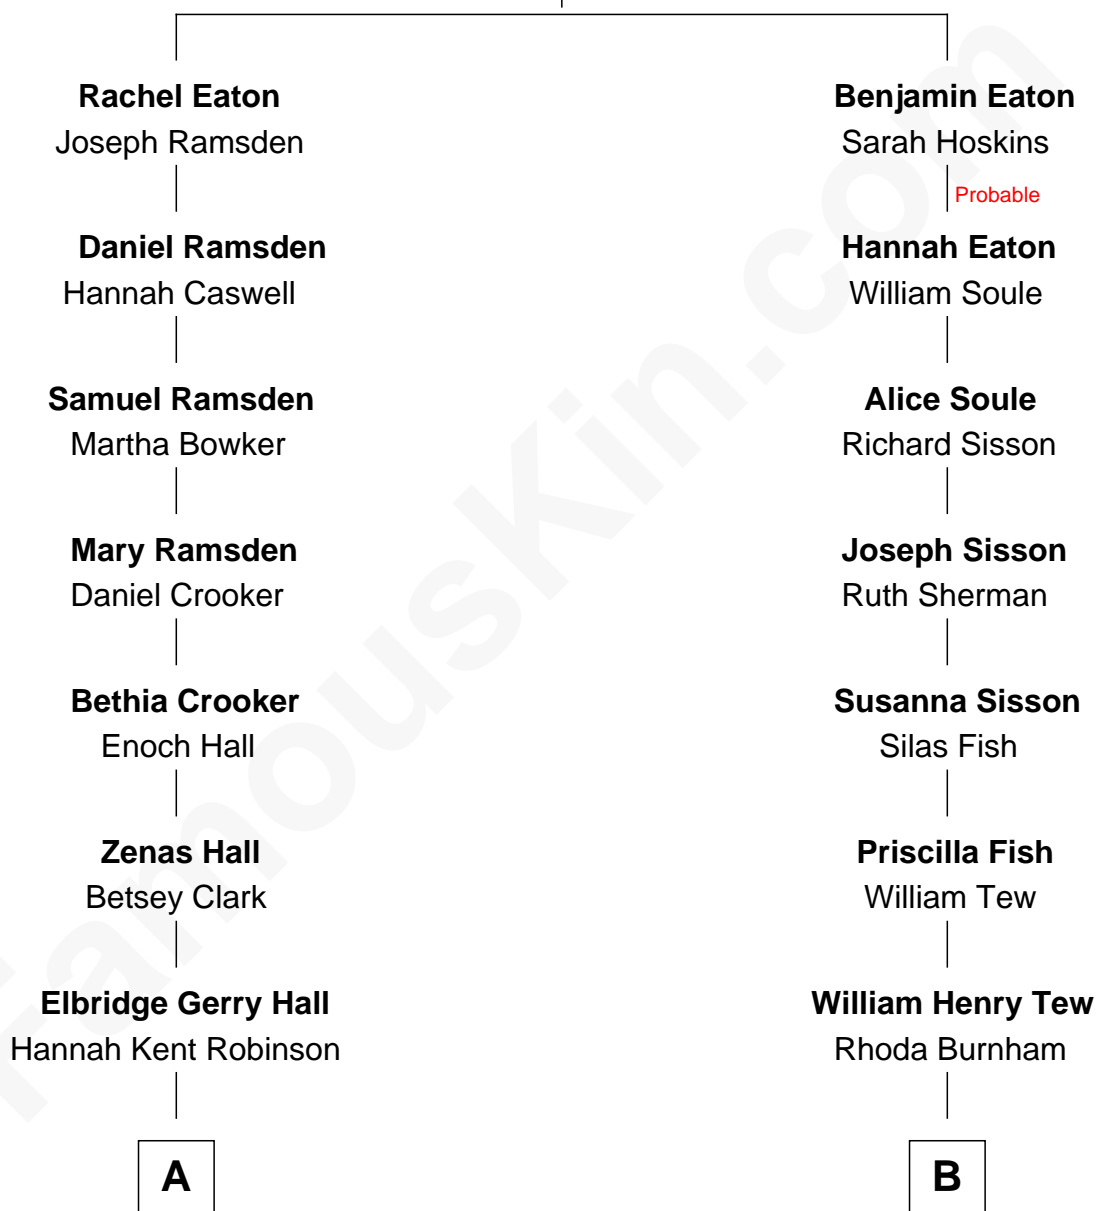 Rachel Eaton
Joseph Ramsden
Daniel Ramsden
Hannah Caswell
Samuel Ramsden
Martha Bowker
Mary Ramsden
Daniel Crooker
Bethia Crooker
Enoch Hall
Zenas Hall
Betsey Clark
Elbridge Gerry Hall
Hannah Kent Robinson
A
Benjamin Eaton
Sarah Hoskins
Probable
Hannah Eaton
William Soule
Alice Soule
Richard Sisson
Joseph Sisson
Ruth Sherman
Susanna Sisson
Silas Fish
Priscilla Fish
William Tew
William Henry Tew
Rhoda Burnham
B
FamousKin.com